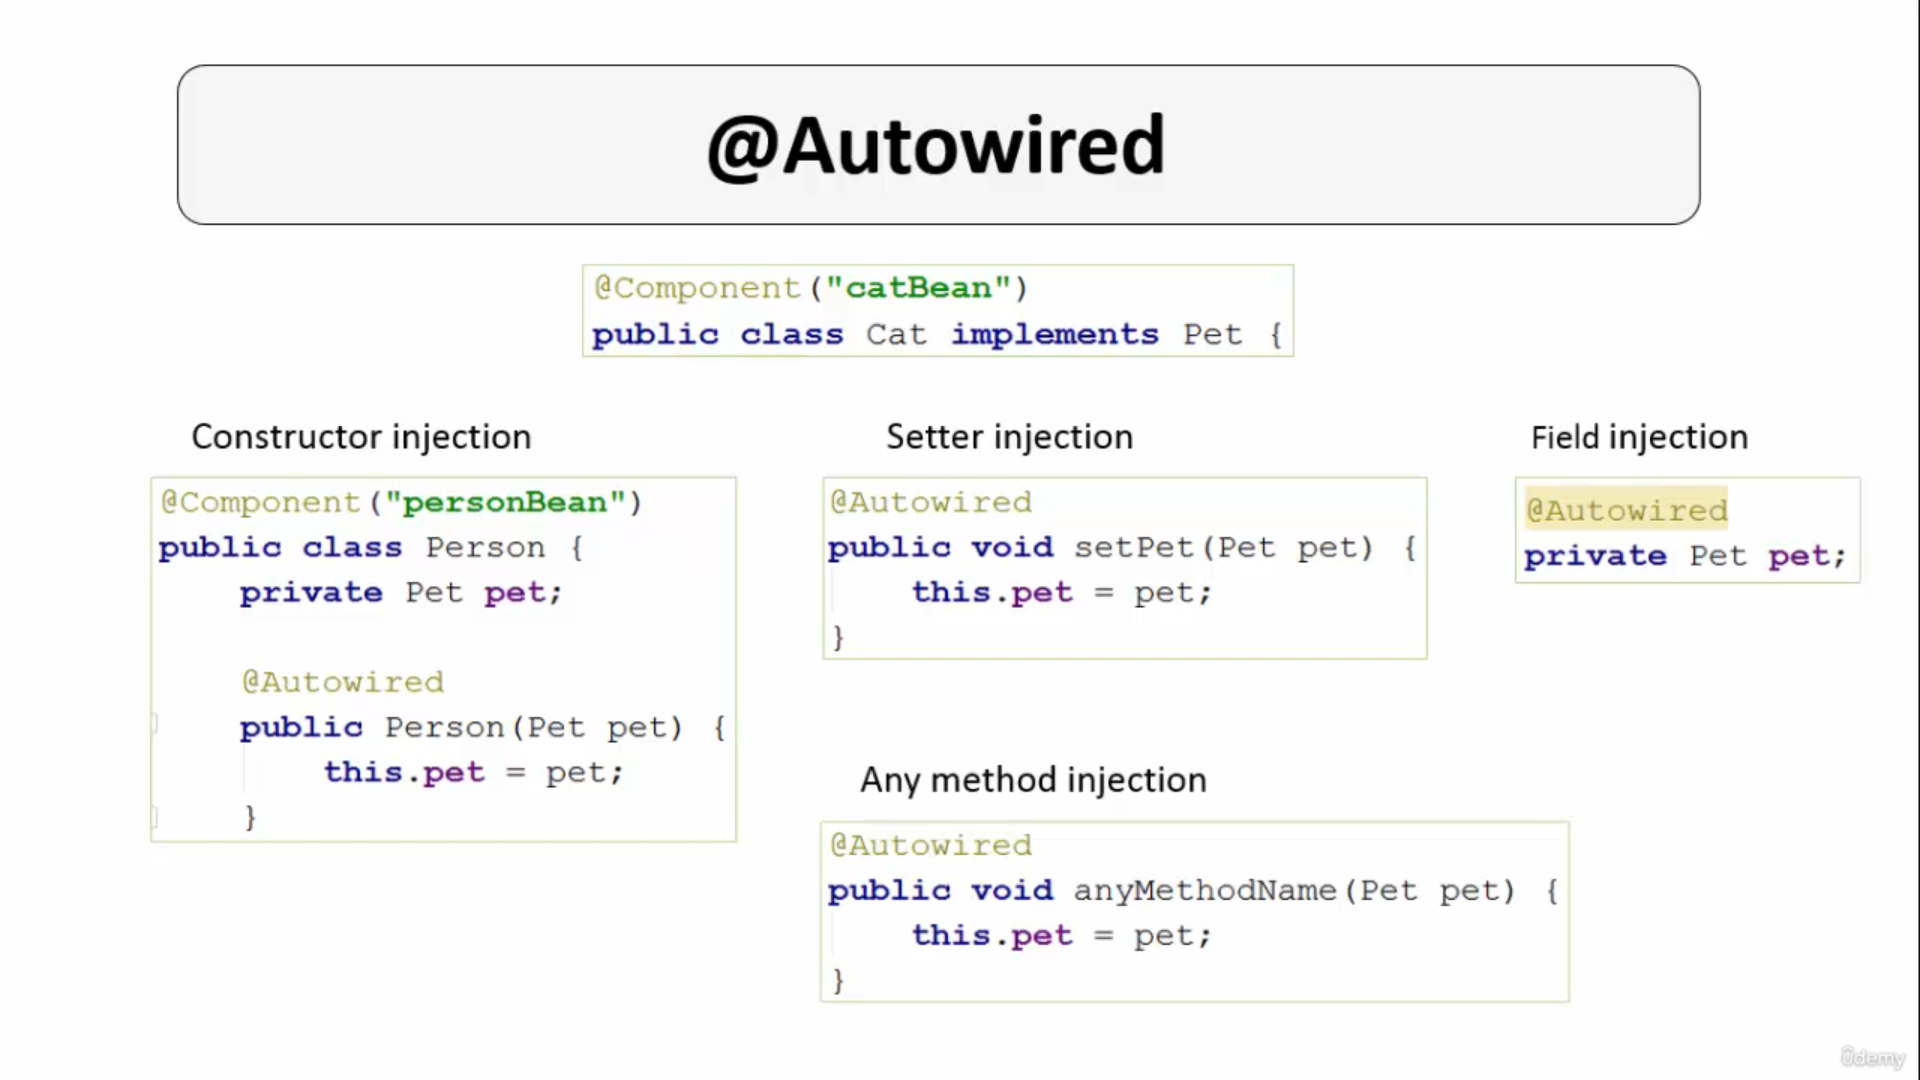 @Autowired
@Component("catBean")
public class Cat implements Pet {
Constructor injection
@Component("personBean")
public class Person {
private Pet pet;
@Autowired
public Person(Pet pet) {
this.pet = pet;
}
Setter injection
@Autowired
public void setPet(Pet pet) {
this.pet = pet;
}
Field injection
@Autowired
private Pet pet;
Any method injection
@Autowired
public void anyMethodName(Pet pet) {
this.pet = pet;
}
ûdemy